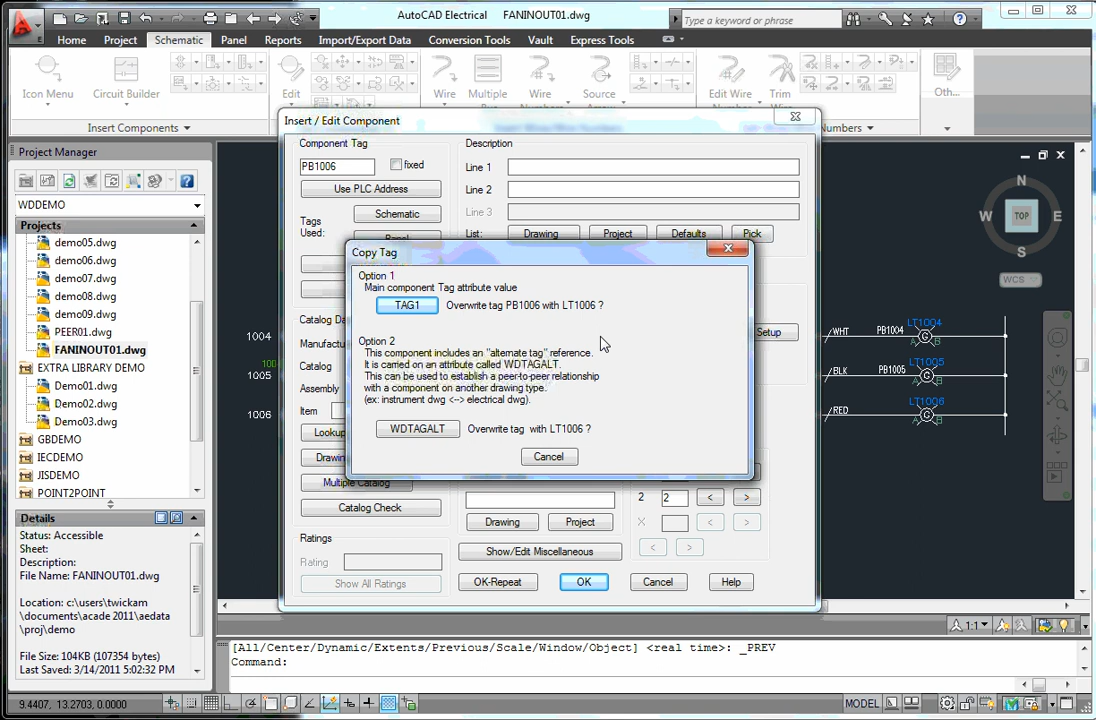 AutoCAD Electrical FANINOUT01.dwg
Type a keyword or phrase
Home Project Schematic Panel Reports Import/Export Data Conversion Tools Vault Express Tools
Icon Menu Circuit Builder Edit Wire Multiple Wire Source Edit Wire Trim Oth...
Insert Components
Project Manager
WDDEMO
Projects
demo05.dwg
demo06.dwg
demo07.dwg
demo08.dwg
demo09.dwg
PEER01.dwg
FANINOUT01.dwg
EXTRA LIBRARY DEMO
Demo01.dwg
Demo02.dwg
Demo03.dwg
GBDEMO
IECDEMO
JISDEMO
POINT2POINT
Details
Status: Accessible
Sheet:
Description:
File Name: FANINOUT01.dwg
Location: c:\users\twickam
\documents\acade 2011\aedata
\proj\demo
File Size: 104KB (107354 bytes)
Last Saved: 3/14/2011 5:02:32 PM
Insert / Edit Component
Component Tag
PB1006 fixed
Use PLC Address
Tags
Used:
Schematic
Description
Line 1
Line 2
Line 3
List: Drawing Project Defaults Pick
Setup
Copy Tag
Option 1
Main component Tag attribute value
TAG1 Overwrite tag PB1006 with LT1006 ?
Option 2
This component includes an "alternate tag" reference.
It is carried on an attribute called WDTAGALT.
This can be used to establish a peer-to-peer relationship
with a component on another drawing type.
(ex: instrument dwg <--> electrical dwg).
WDTAGALT Overwrite tag with LT1006 ?
Cancel
Catalog
Assembly
Item
Multiple Catalog
Catalog Check
Ratings
Rating
Show All Ratings
Drawing Project
Show/Edit Miscellaneous
2 2 < >
X < >
< >
OK-Repeat OK Cancel Help
1004
1005
1006
WHT PB1004 LT1004
A B
BLK PB1005 LT1005
A B
RED LT1006
A B
N
W TOP E
S
WCS
1:1
[All/Center/Dynamic/Extents/Previous/Scale/Window/Object] <real time>: _PREV
Command:
9.4407, 13.2703, 0.0000
MODEL